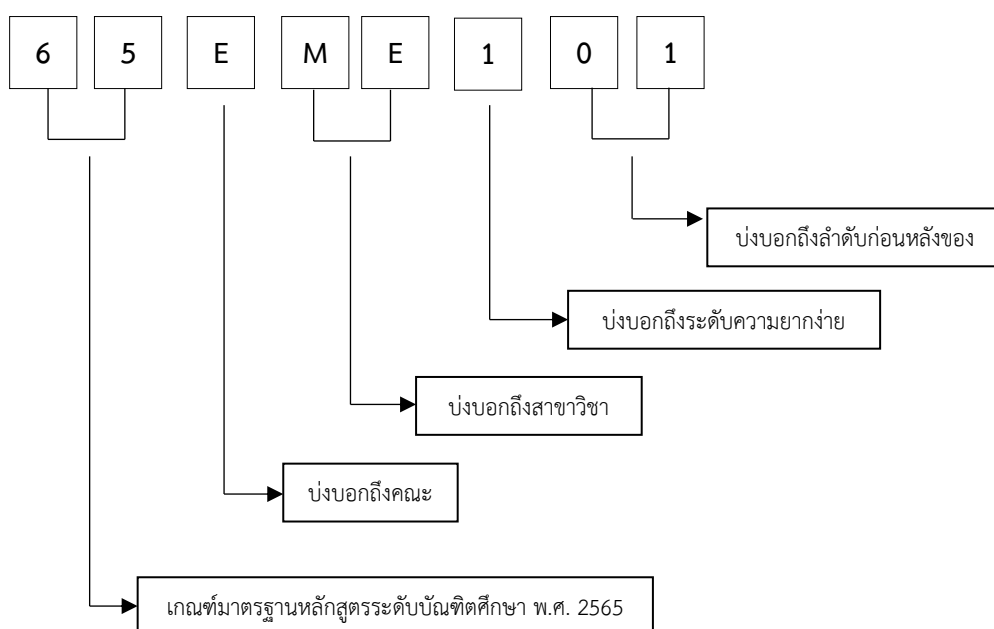 6 5 E M E 1 0 1
บ่งบอกถึงลำดับก่อนหลังของ
บ่งบอกถึงระดับความยากง่าย
บ่งบอกถึงสาขาวิชา
บ่งบอกถึงคณะ
เกณฑ์มาตรฐานหลักสูตรระดับบัณฑิตศึกษา พ.ศ. 2565